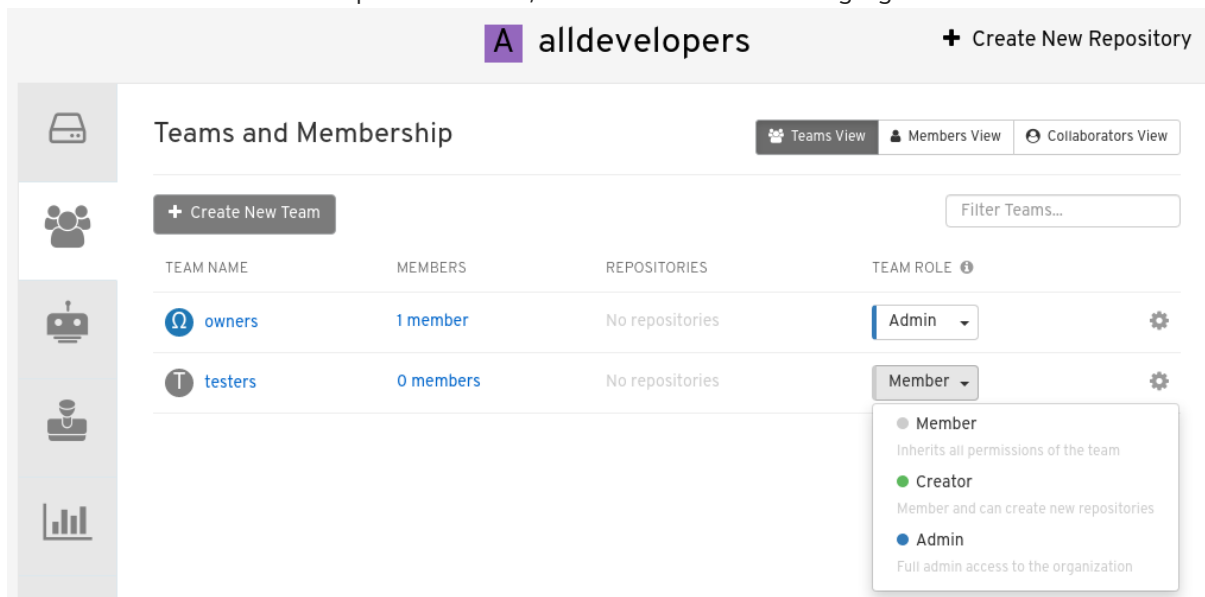 A alldevelopers
+ Create New Repository
Teams and Membership
Teams View
Members View
Collaborators View
+ Create New Team
Filter Teams...
TEAM NAME MEMBERS REPOSITORIES TEAM ROLE
Ω owners 1 member No repositories Admin
T testers 0 members No repositories Member
Member
Inherits all permissions of the team
Creator
Member and can create new repositories
Admin
Full admin access to the organization